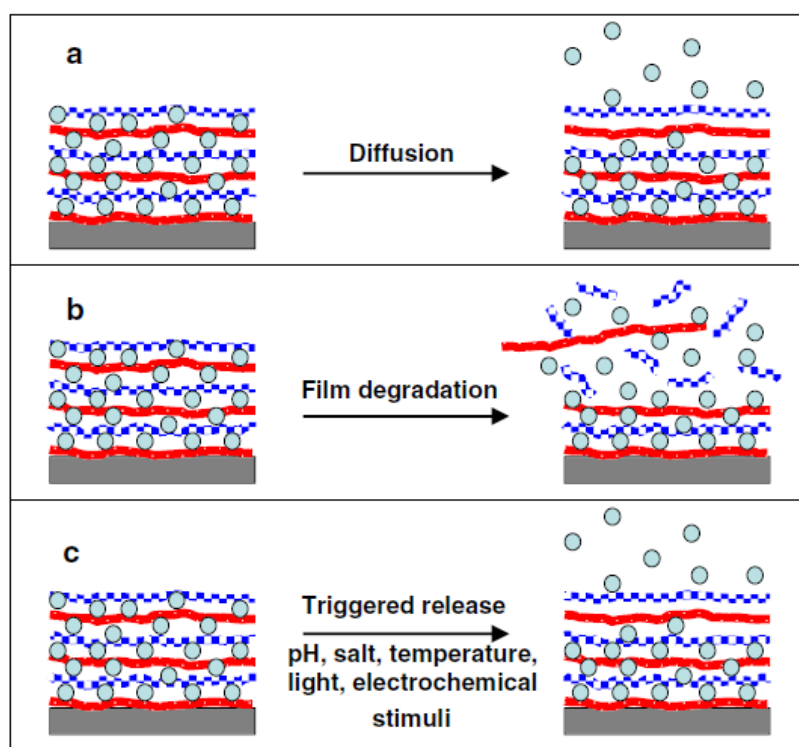 a
Diffusion
b
Film degradation
c
Triggered release
pH, salt, temperature,
light, electrochemical
stimuli